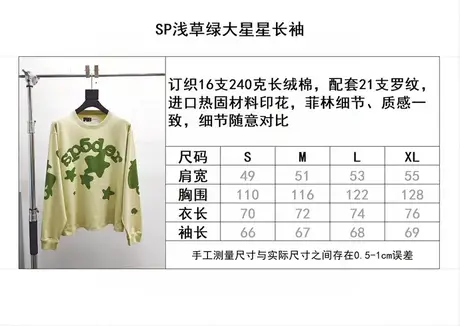 SP浅草绿大星星长袖
订织16支240克长绒棉，配套21支罗纹，
进口热固材料印花，菲林细节、质感一
致，细节随意对比
sp5der
尺码 S M L XL
肩宽 49 51 53 55
胸围 110 116 122 128
衣长 70 72 74 76
袖长 66 67 68 69
手工测量尺寸与实际尺寸之间存在0.5-1cm误差